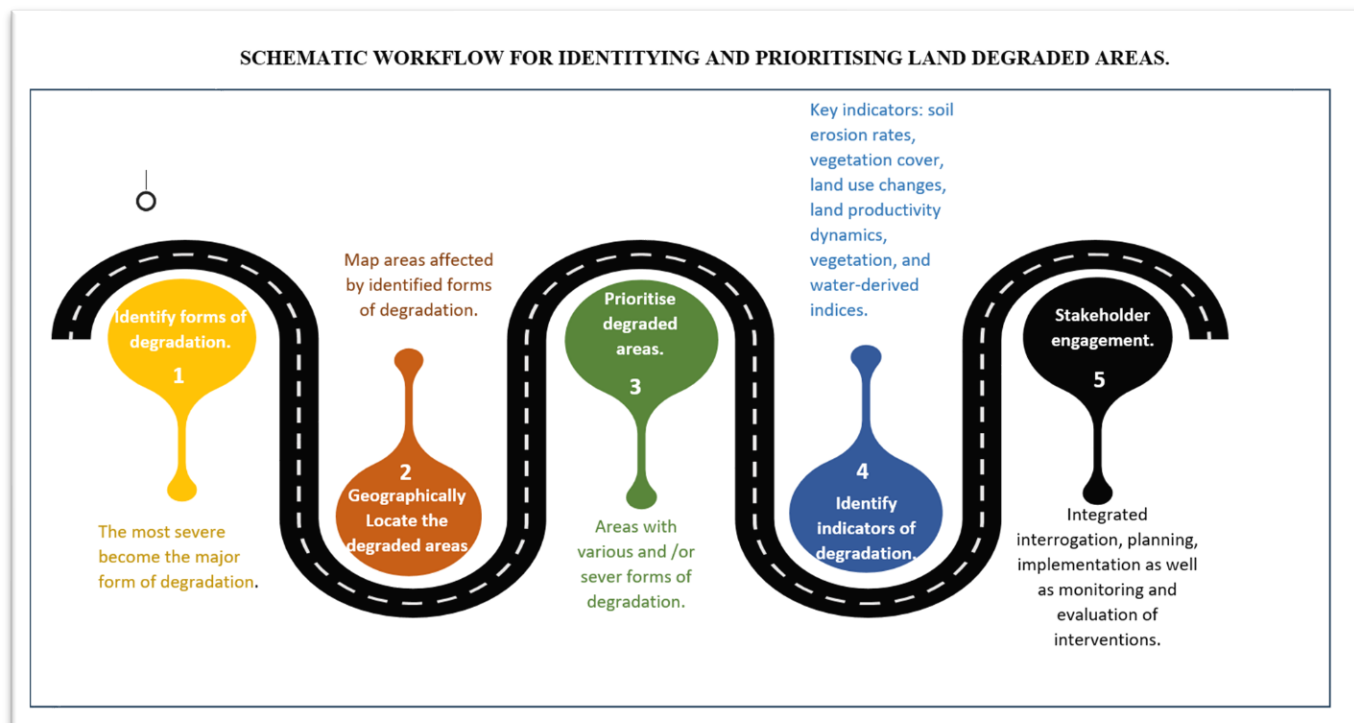 SCHEMATIC WORKFLOW FOR IDENTITYING AND PRIORITISING LAND DEGRADED AREAS.
Identify forms of
degradation.
1
The most severe
become the major
form of degradation.
Map areas affected
by identified forms
of degradation.
2
Geographically
Locate the
degraded areas
Prioritise
degraded
areas.
3
Areas with
various and /or
sever forms of
degradation.
Key indicators: soil
erosion rates,
vegetation cover,
land use changes,
land productivity
dynamics,
vegetation, and
water-derived
indices.
4
Identify
indicators of
degradation.
Stakeholder
engagement.
5
Integrated
interrogation, planning,
implementation as well
as monitoring and
evaluation of
interventions.